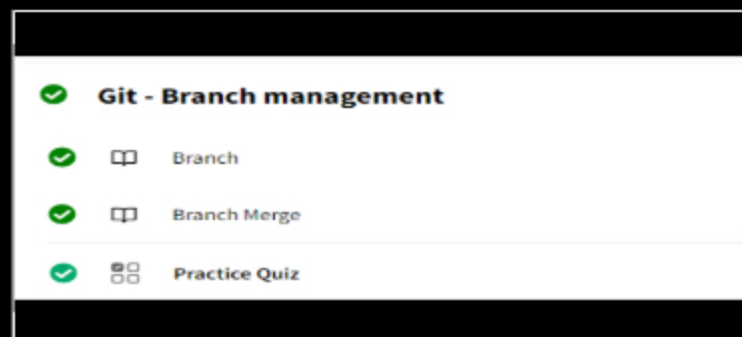 Git - Branch management
Branch
Branch Merge
Practice Quiz